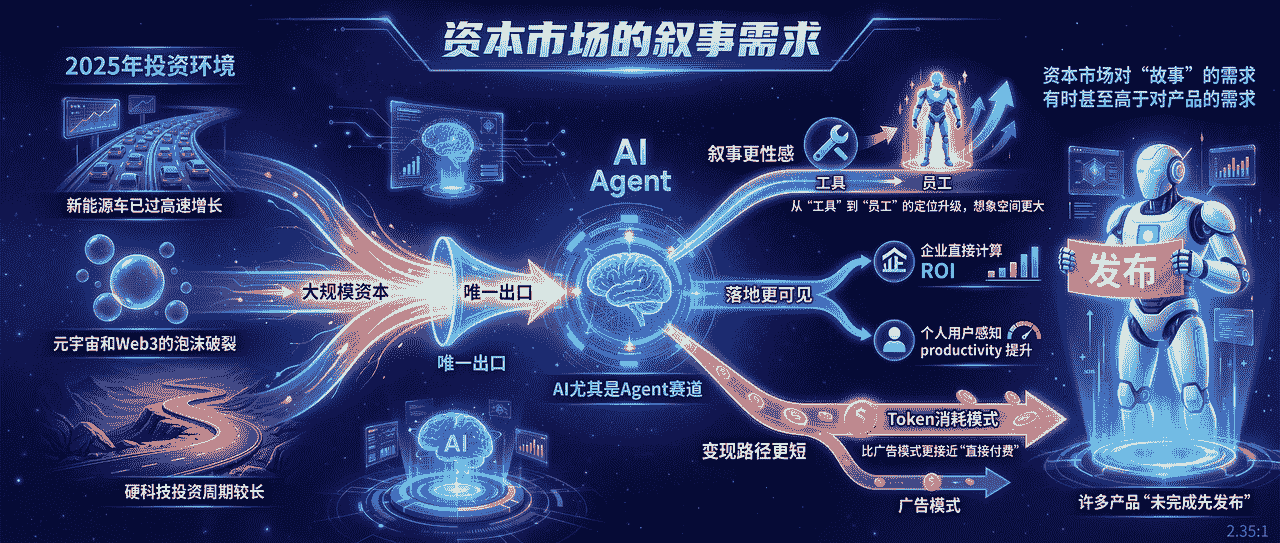 资本市场的叙事需求
2025年投资环境
新能源车已过高速增长
元宇宙和Web3的泡沫破裂
硬科技投资周期较长
大规模资本
唯一出口
唯一出口
AI
Agent
AI尤其是Agent赛道
AI
叙事更性感
工具
员工
从“工具”到“员工”的定位升级，想象空间更大
落地更可见
企
企业直接计算
ROI
个人用户感知
productivity 提升
变现路径更短
Token消耗模式
比广告模式更接近“直接付费”
广告模式
资本市场对“故事”的需求
有时甚至高于对产品的需求
发布
许多产品“未完成先发布”
2.35:1